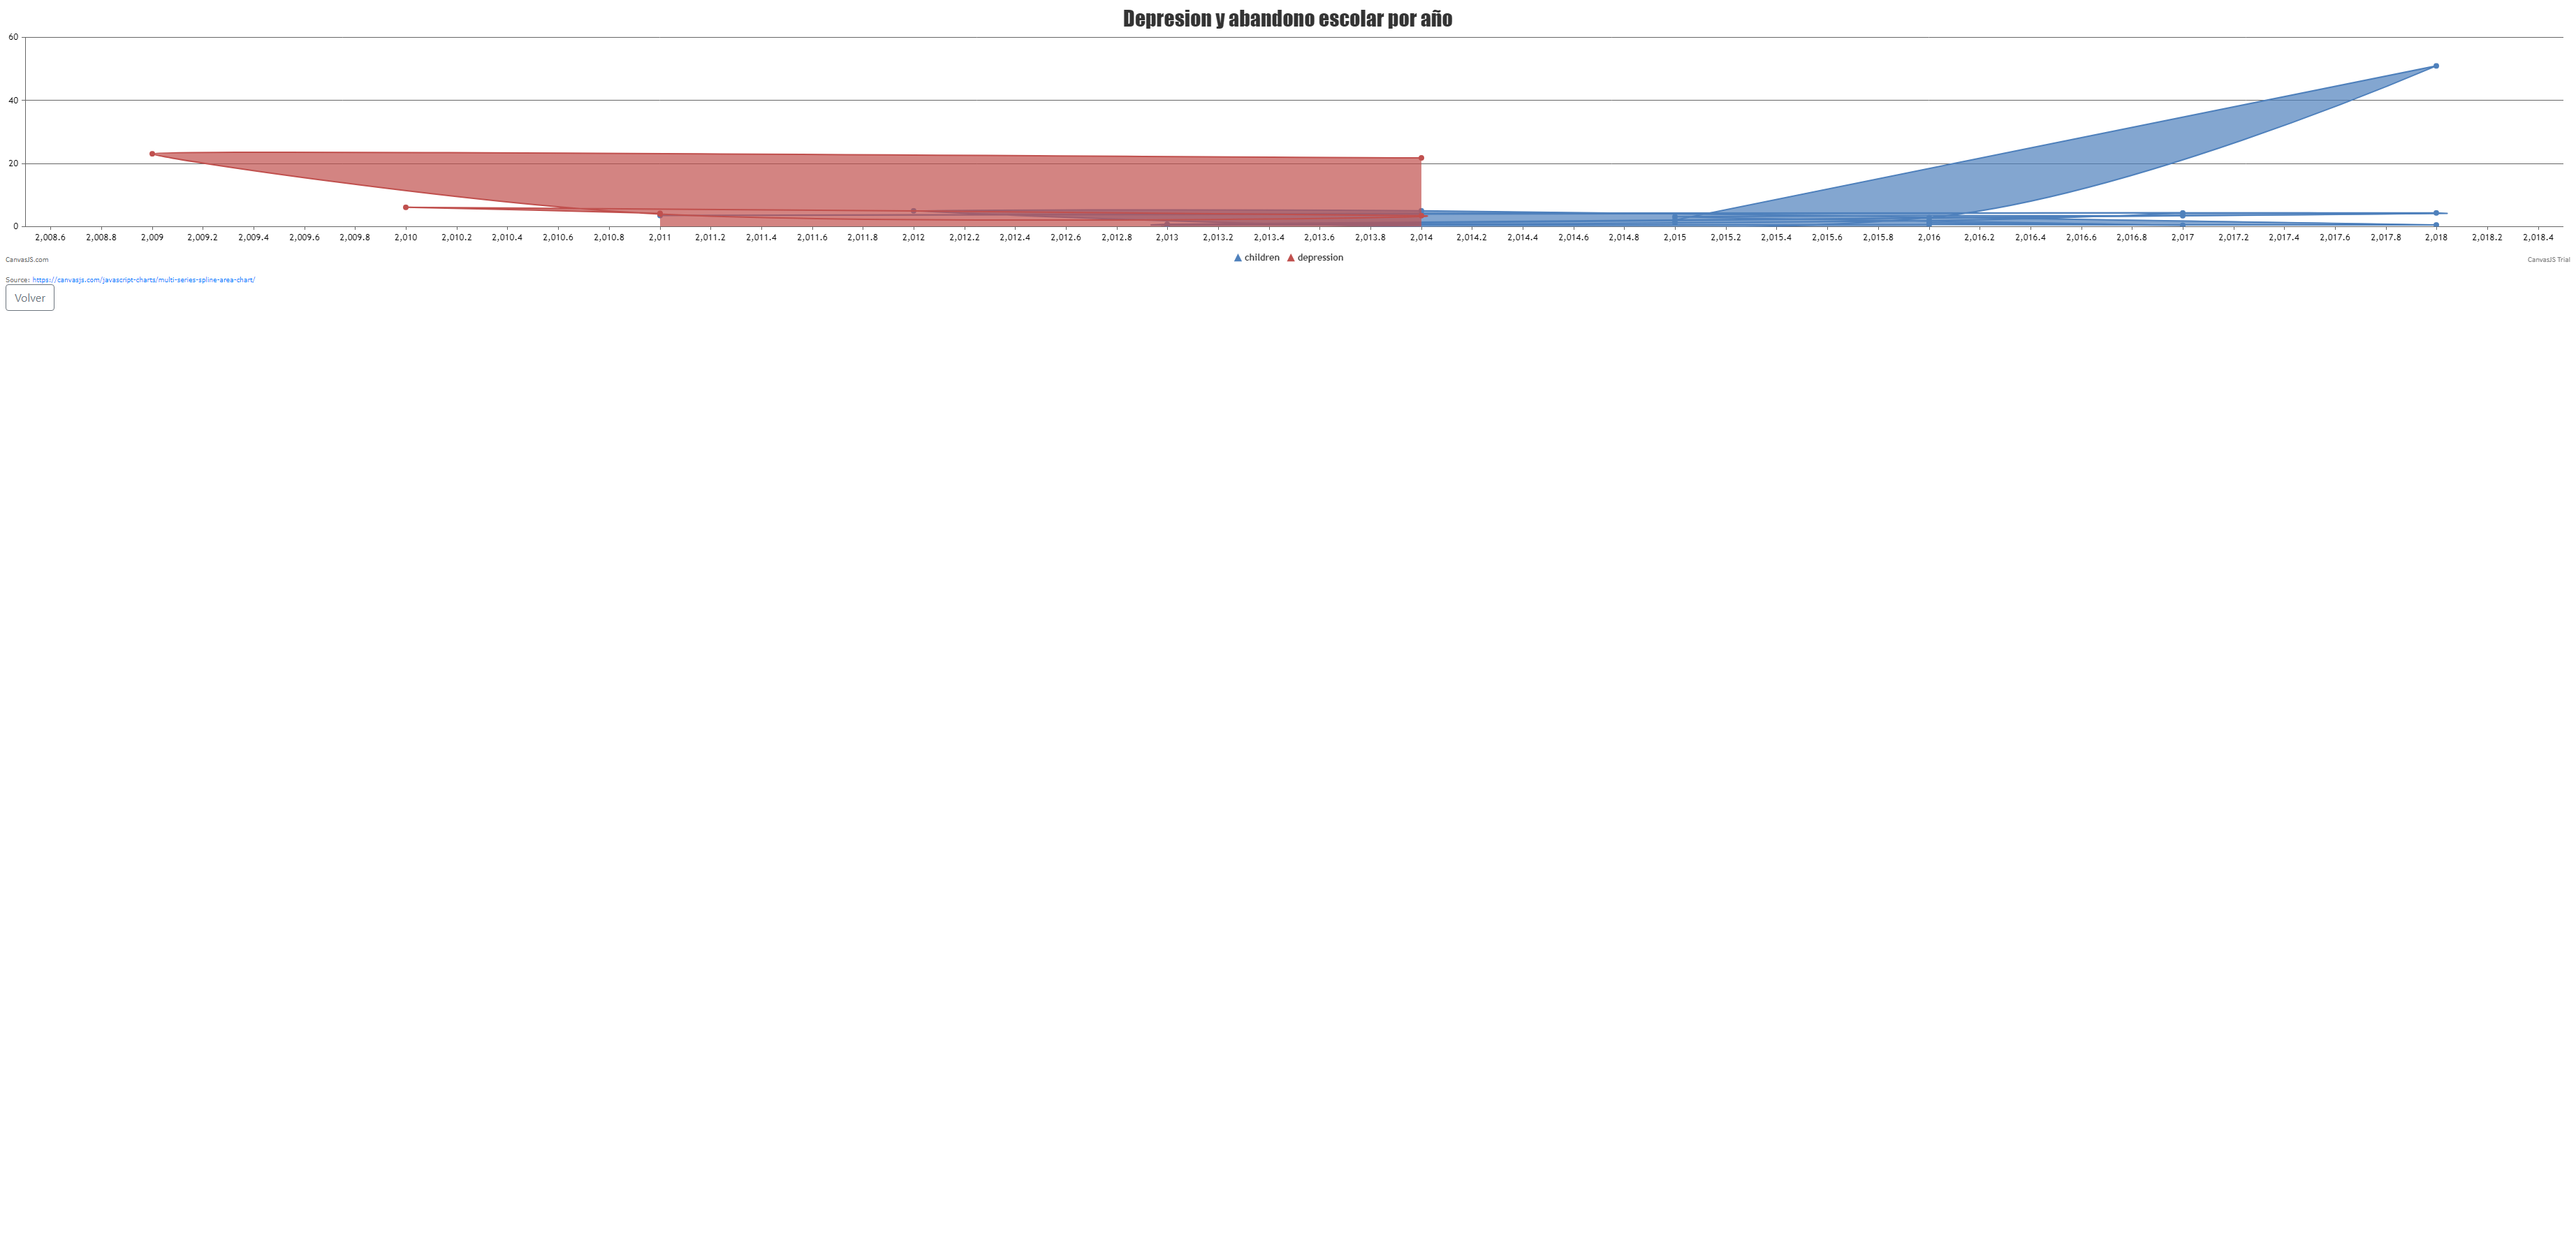 Depresion y abandono escolar por año
60
40
20
0
2,008.6 2,008.8 2,009 2,009.2 2,009.4 2,009.6 2,009.8 2,010 2,010.2 2,010.4 2,010.6 2,010.8 2,011 2,011.2 2,011.4 2,011.6 2,011.8 2,012 2,012.2 2,012.4 2,012.6 2,012.8 2,013 2,013.2 2,013.4 2,013.6 2,013.8 2,014 2,014.2 2,014.4 2,014.6 2,014.8 2,015 2,015.2 2,015.4 2,015.6 2,015.8 2,016 2,016.2 2,016.4 2,016.6 2,016.8 2,017 2,017.2 2,017.4 2,017.6 2,017.8 2,018 2,018.2 2,018.4
children depression
CanvasJS.com CanvasJS Trial
Source: https://canvasjs.com/javascript-charts/multi-series-spline-area-chart/
Volver